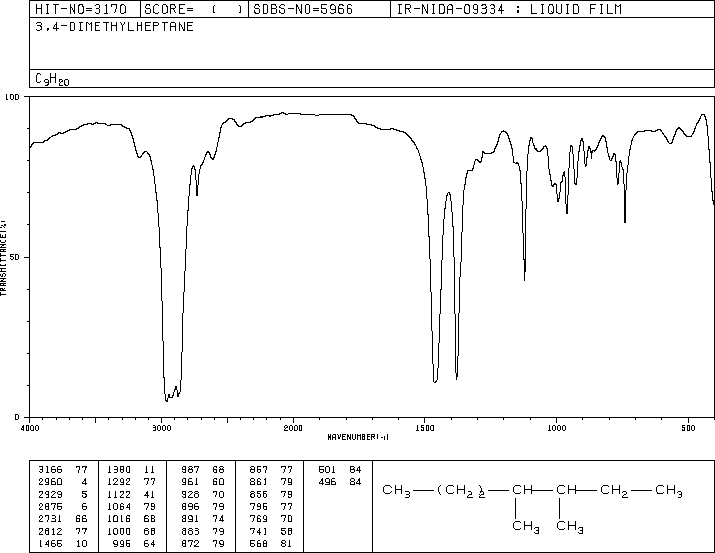 HIT-NO=3170 SCORE= ( ) SDBS-NO=5966 IR-NIDA-09334 : LIQUID FILM
3,4-DIMETHYLHEPTANE
C9H20
100
50
0
TRANSMITTANCE(%)
4000 3000 2000 1500 1000 500
WAVENUMBER(-1)
3166 77 1380 11 987 68 867 77 501 84
2960 4 1292 77 961 60 861 79 496 84
2929 5 1122 41 928 70 855 79
2875 6 1064 79 896 79 796 77
2731 66 1016 68 891 74 769 70
2612 77 1000 68 883 79 741 58
1465 10 995 64 872 79 568 81
CH3—(CH2)2—CH—CH—CH2—CH3
CH3 CH3